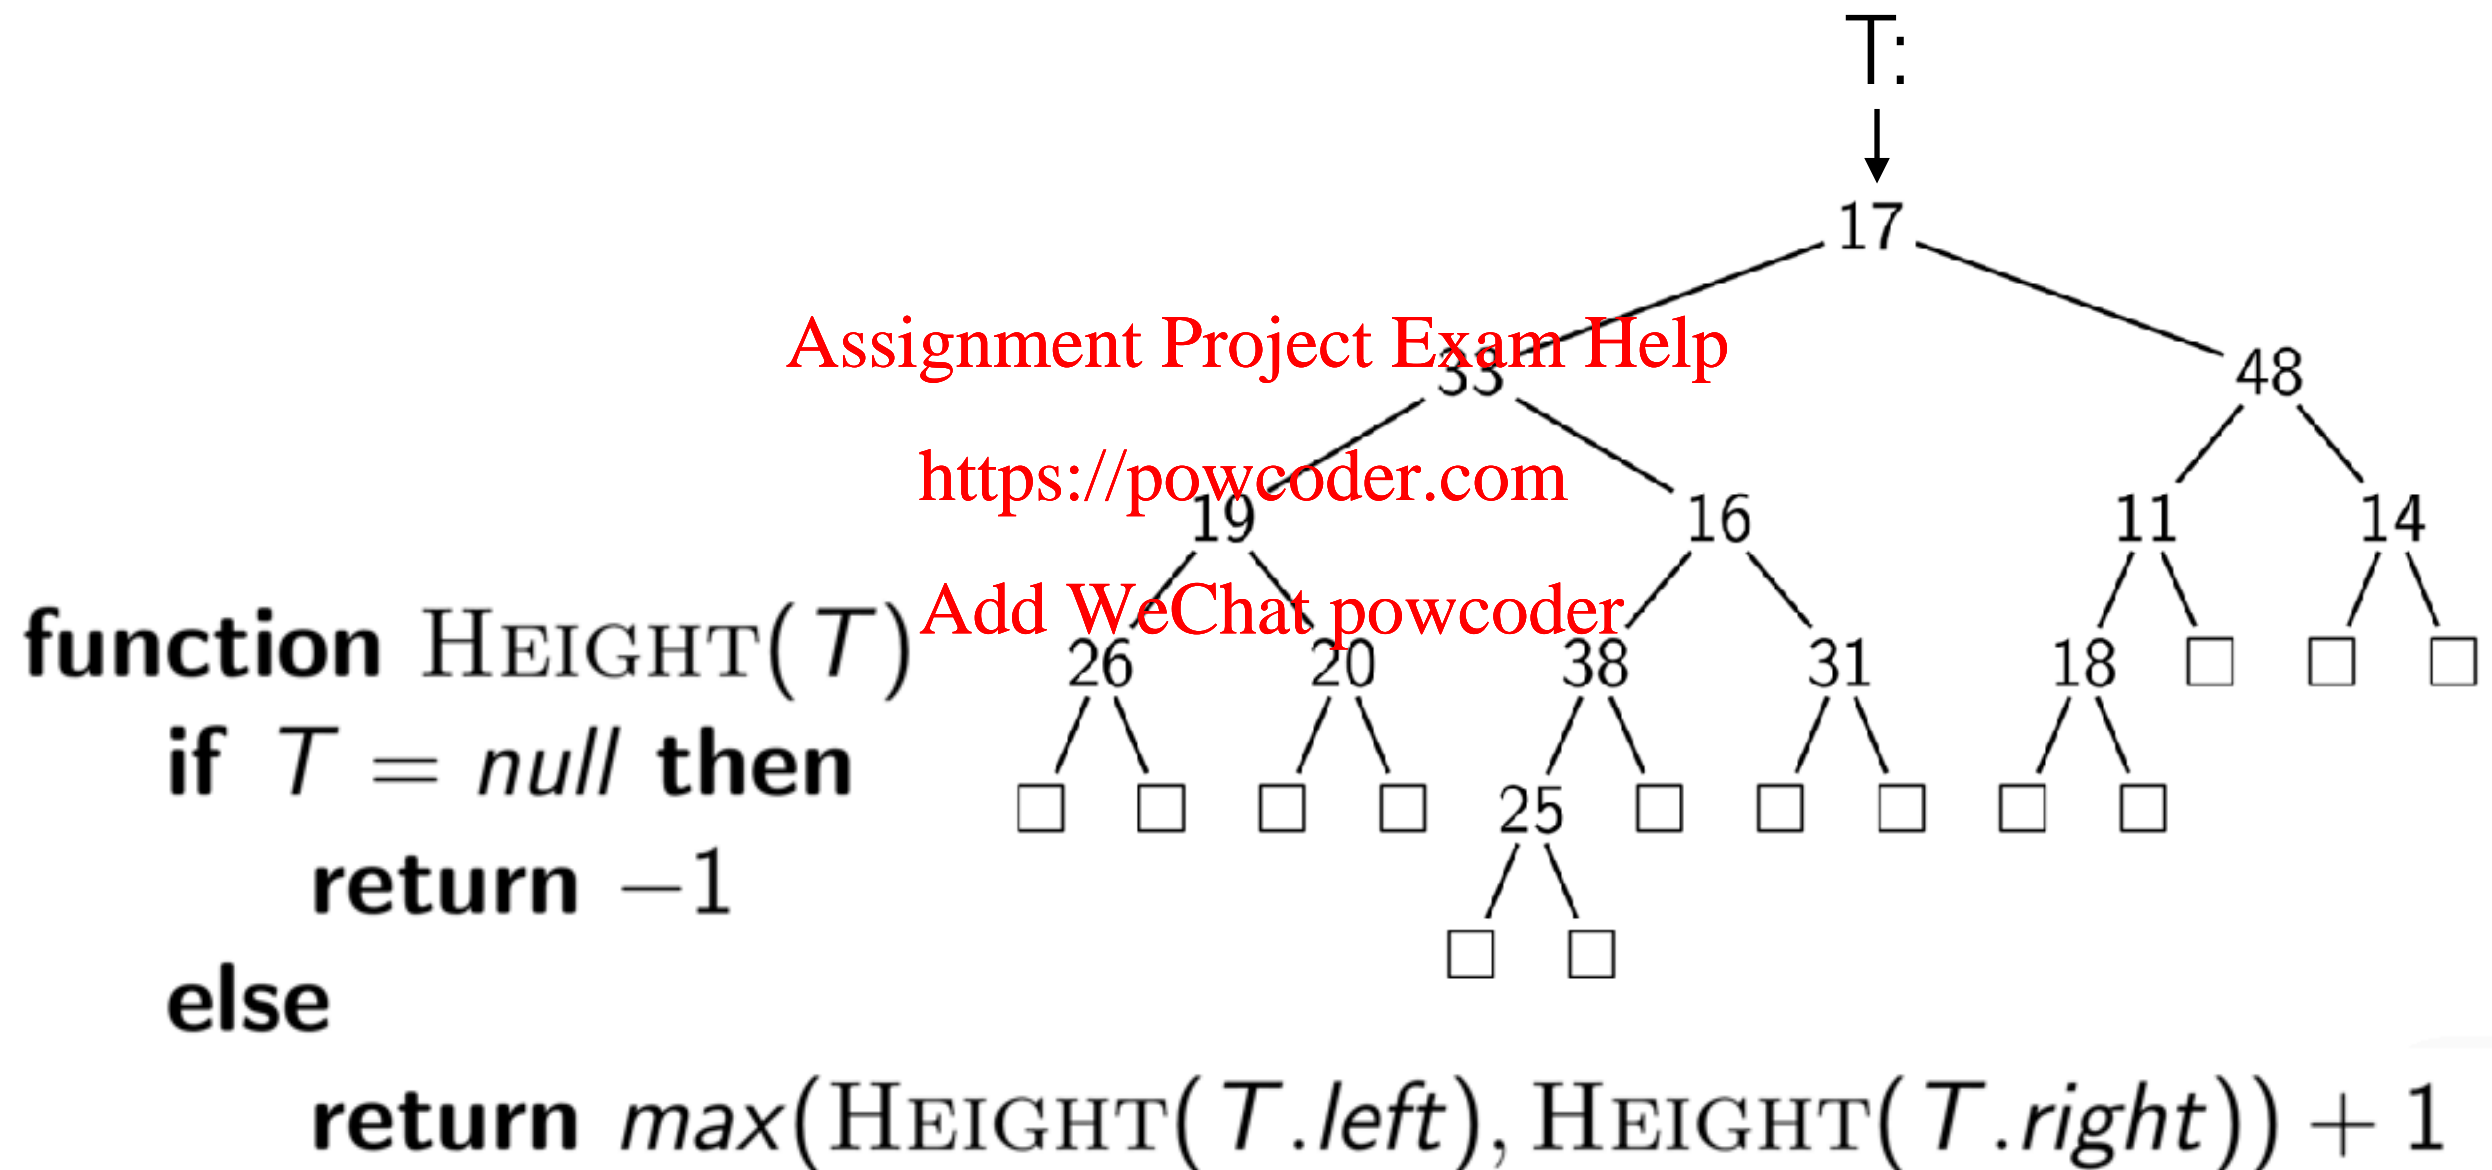 T:
17
Assignment Project Exam Help
33 48
https://powcoder.com
19 16 11 14
Add WeChat powcoder
function HEIGHT(T)
26 20 38 31 18
if T = null then
25
return −1
else
return max(HEIGHT(T.left), HEIGHT(T.right)) + 1